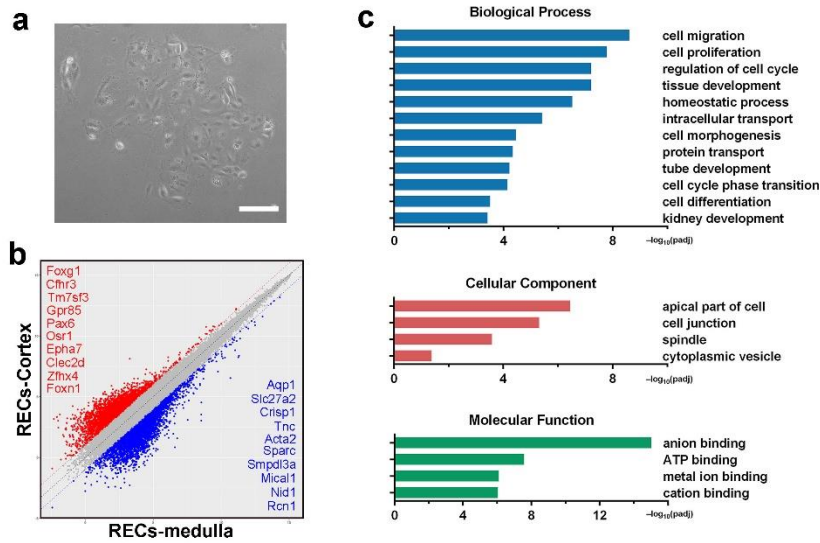 a
b
Foxg1
Cfhr3
Tm7sf3
Gpr85
Pax6
Osr1
Epha7
Clec2d
Zfhx4
Foxn1
Aqp1
Slc27a2
Crisp1
Tnc
Acta2
Sparc
Smpdl3a
Mical1
Nid1
Rcn1
RECs-Cortex
RECs-medulla
c
Biological Process
cell migration
cell proliferation
regulation of cell cycle
tissue development
homeostatic process
intracellular transport
cell morphogenesis
protein transport
tube development
cell cycle phase transition
cell differentiation
kidney development
0 4 8 –log₁₀(padj)
Cellular Component
apical part of cell
cell junction
spindle
cytoplasmic vesicle
0 4 8 –log₁₀(padj)
Molecular Function
anion binding
ATP binding
metal ion binding
cation binding
0 4 8 12 –log₁₀(padj)